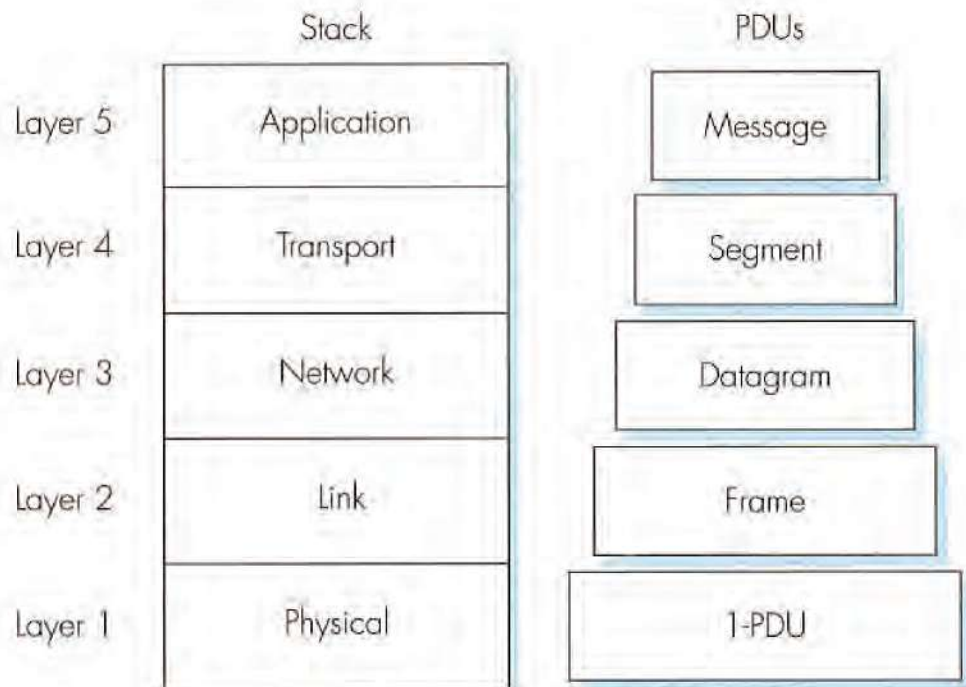 Stack PDUs
Layer 5 Application Message
Layer 4 Transport Segment
Layer 3 Network Datagram
Layer 2 Link Frame
Layer 1 Physical 1-PDU